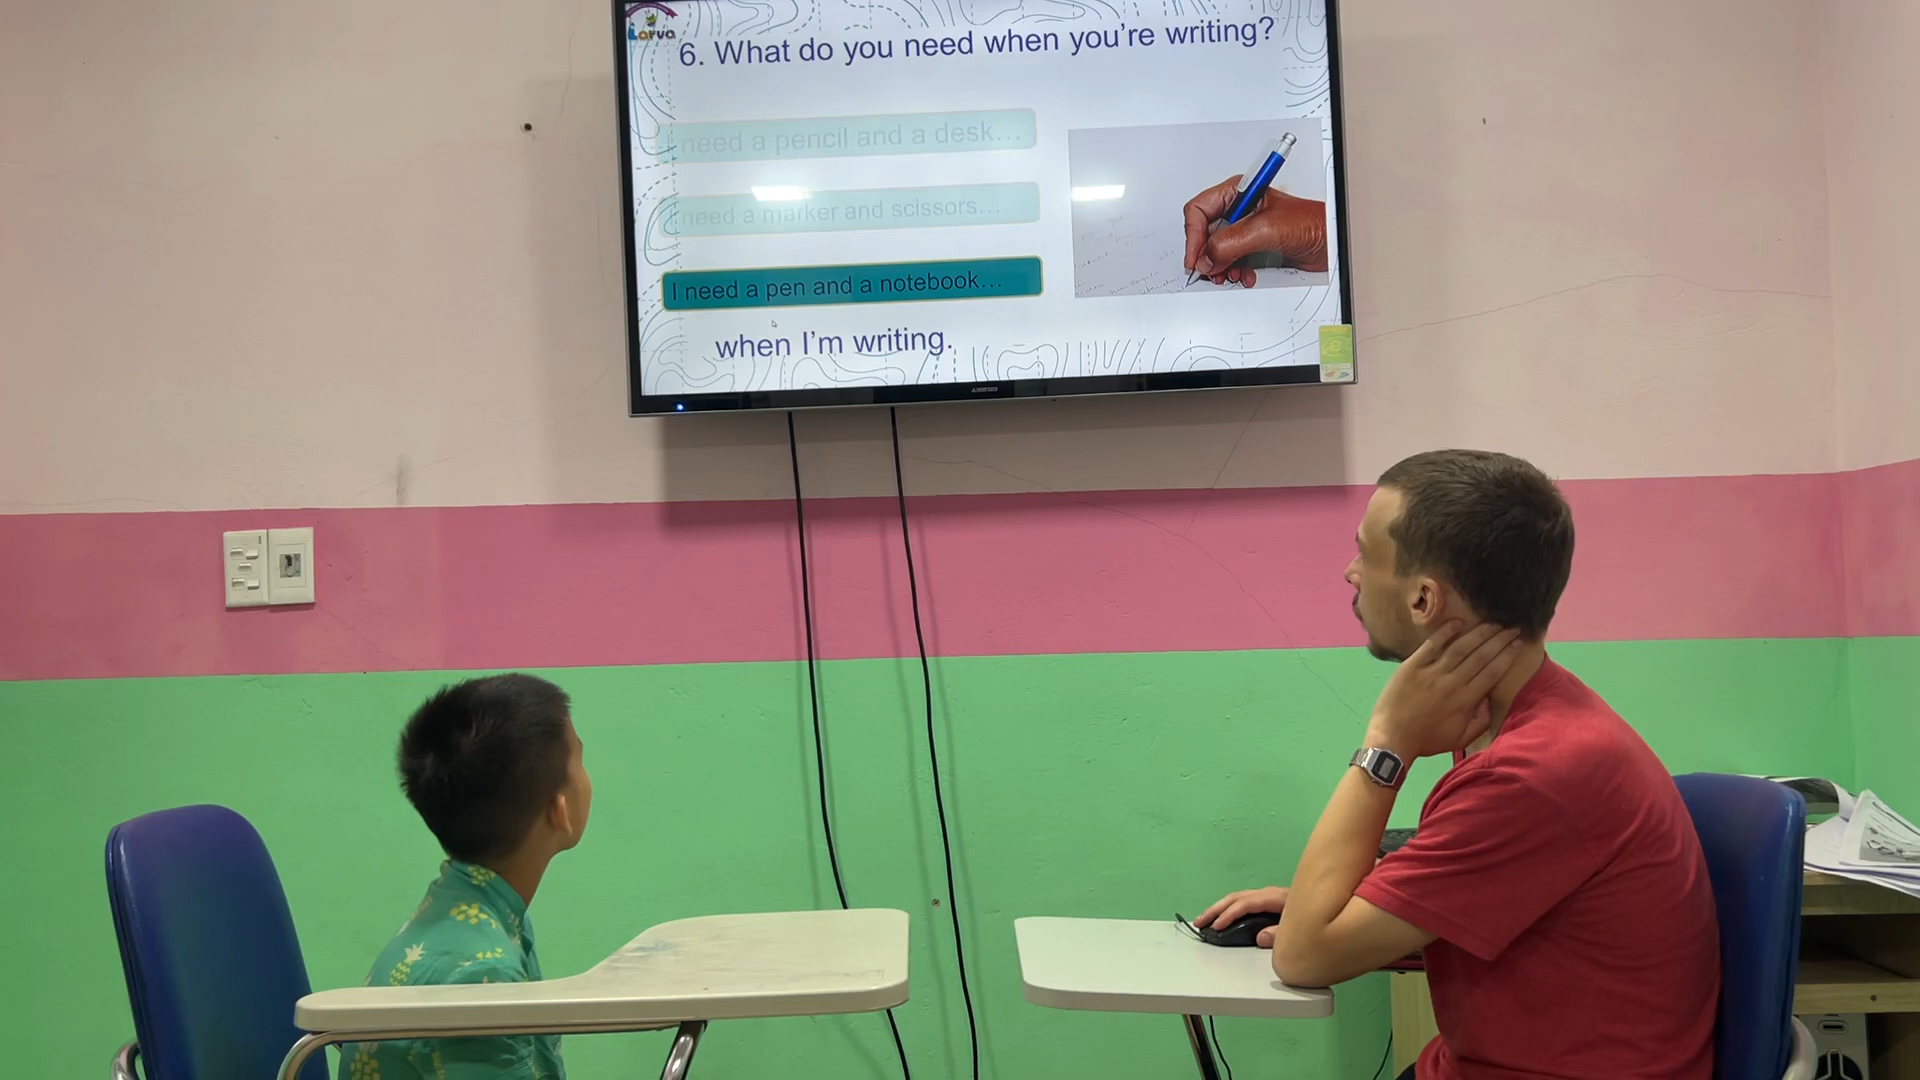 Larva
6. What do you need when you're writing?
I need a pencil and a desk...
I need a marker and scissors...
I need a pen and a notebook...
when I'm writing.